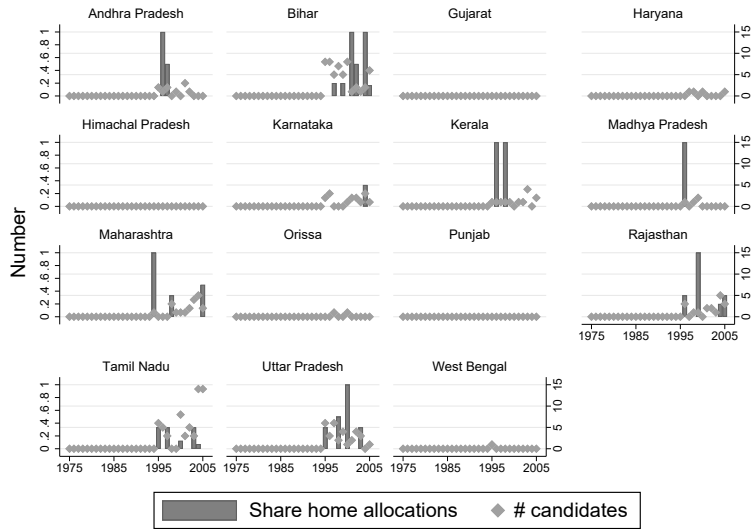 Andhra Pradesh Bihar Gujarat Haryana
0 .2 .4 .6 .8 1
0 5 10 15
Himachal Pradesh Karnataka Kerala Madhya Pradesh
0 .2 .4 .6 .8 1
0 5 10 15
Number
Maharashtra Orissa Punjab Rajasthan
0 .2 .4 .6 .8 1
0 5 10 15
1975 1985 1995 2005
Tamil Nadu Uttar Pradesh West Bengal
0 .2 .4 .6 .8 1
0 5 10 15
1975 1985 1995 2005 1975 1985 1995 2005 1975 1985 1995 2005
Share home allocations # candidates